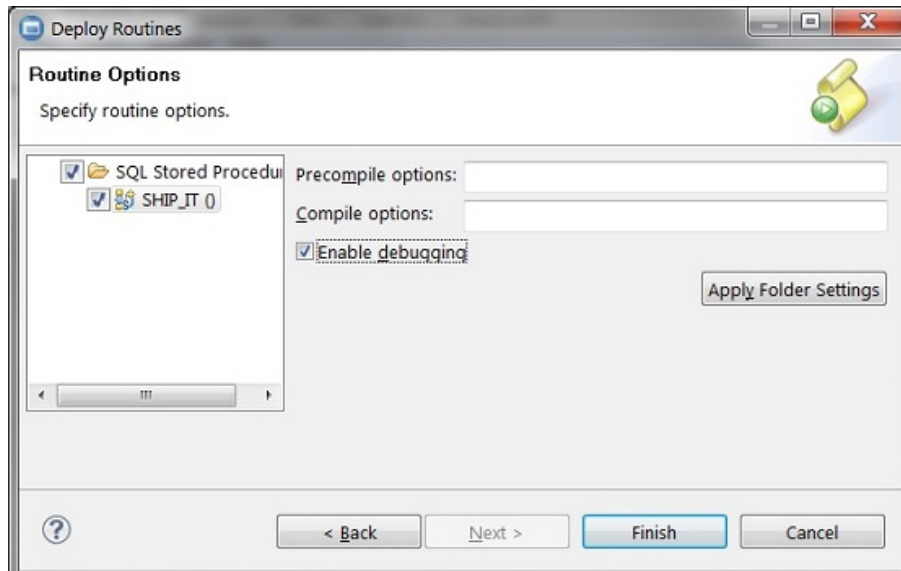 Deploy Routines
Routine Options
Specify routine options.
SQL Stored Procedu
SHIP_IT ()
Precompile options:
Compile options:
Enable debugging
Apply Folder Settings
?
< Back
Next >
Finish
Cancel